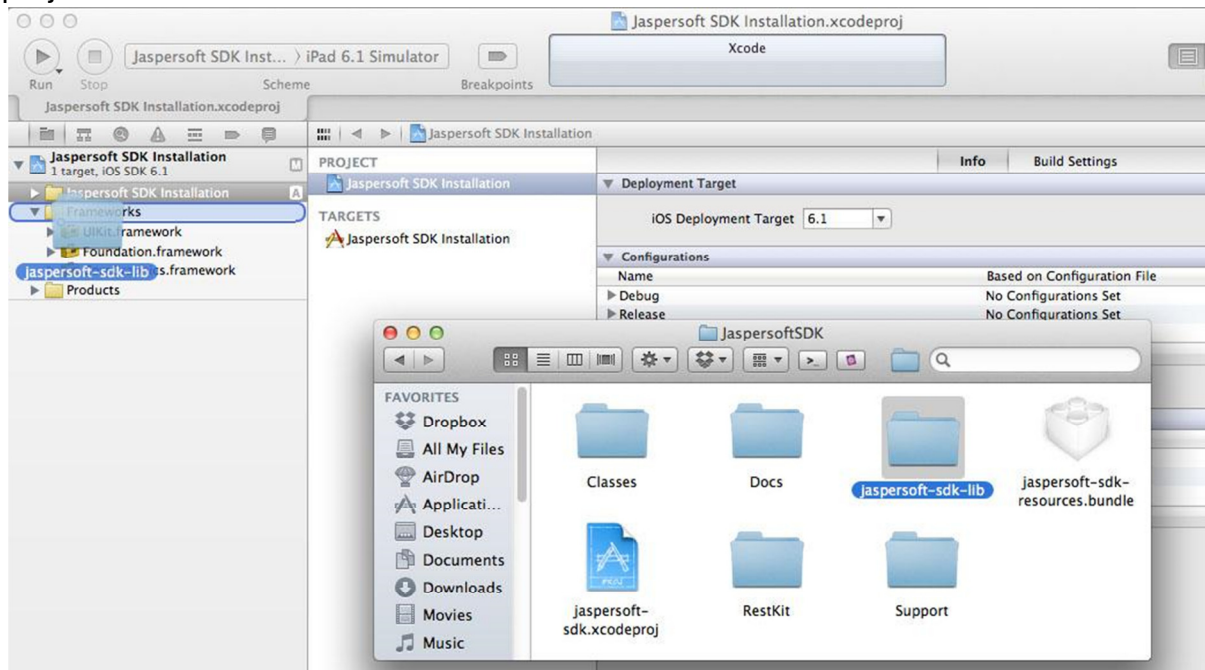 Jaspersoft SDK Installation.xcodeproj
Jaspersoft SDK Inst... 〉 iPad 6.1 Simulator
Xcode
Run Stop Scheme Breakpoints
Jaspersoft SDK Installation.xcodeproj
Jaspersoft SDK Installation
Jaspersoft SDK Installation
1 target, iOS SDK 6.1
M
Jaspersoft SDK Installation
A
Frameworks
UIKit.framework
Foundation.framework
jaspersoft-sdk-lib
cs.framework
Products
PROJECT
Jaspersoft SDK Installation
TARGETS
Jaspersoft SDK Installation
Info Build Settings
Deployment Target
iOS Deployment Target 6.1
Configurations
Name Based on Configuration File
Debug No Configurations Set
Release No Configurations Set
JaspersoftSDK
FAVORITES
Dropbox
All My Files
AirDrop
Applicati...
Desktop
Documents
Downloads
Movies
Music
Classes
Docs
jaspersoft-sdk-lib
jaspersoft-sdk-
resources.bundle
jaspersoft-
sdk.xcodeproj
RestKit
Support